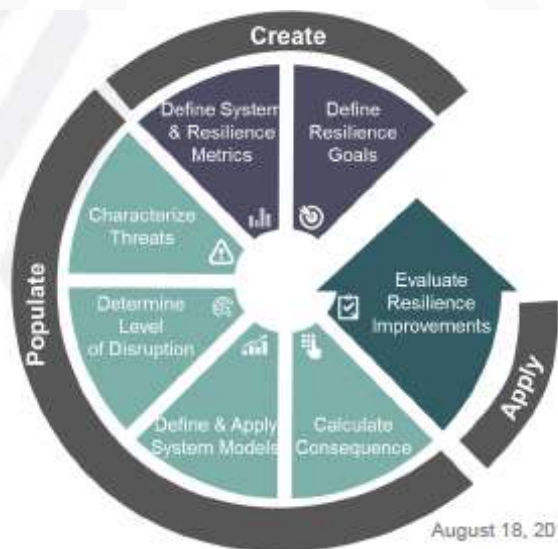 Create
Define System
& Resilience
Metrics
Define
Resilience
Goals
Characterize
Threats
Populate
Determine
Level
of Disruption
Evaluate
Resilience
Improvements
Define & Apply
System Models
Calculate
Consequence
Apply
August 18, 20